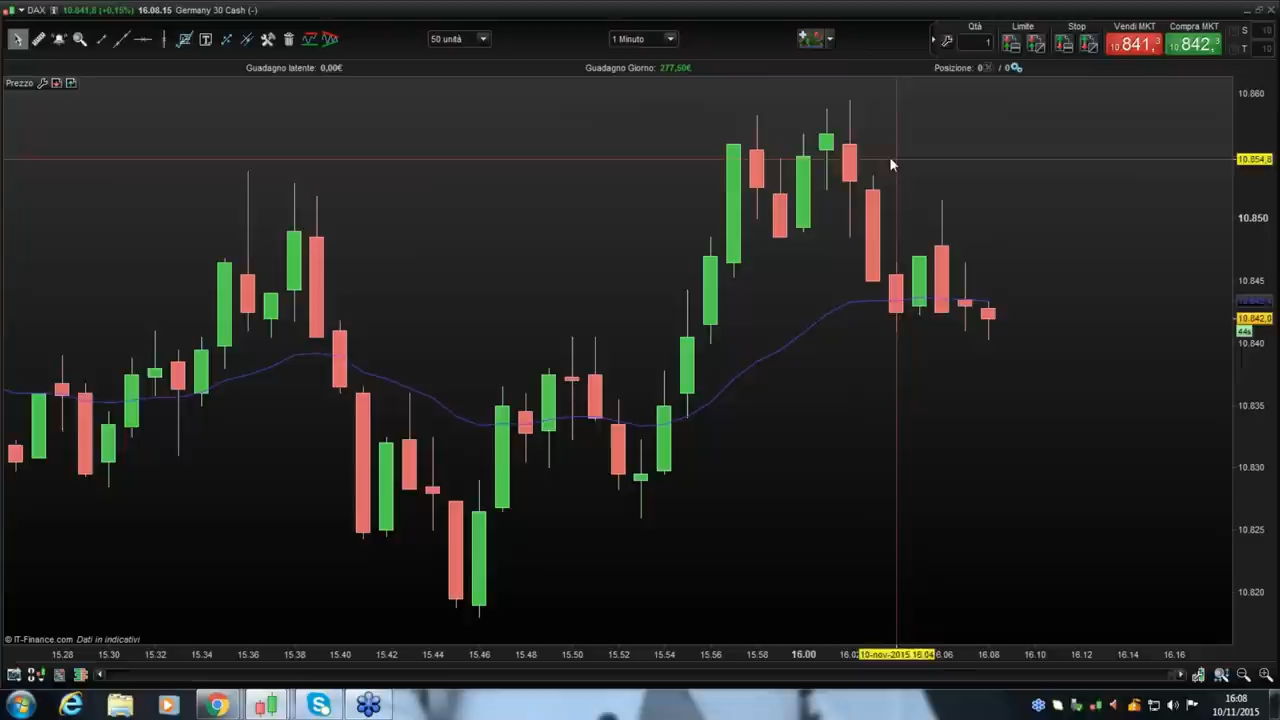 DAX 10.841,8 (+0,15%) 16.08.15 Germany 30 Cash (-)
50 unità 1 Minuto
Qtà Limite Stop Vendi MKT Compra MKT
1 10 841,3 10 842,3
S 10
T 10
Guadagno latente: 0,00€ Guadagno Giorno: 277,50€ Posizione: 0 / 0
Prezzo
10.860
10.854,8
10.850
10.845
10.842,0
44s
10.840
10.835
10.830
10.825
10.820
© IT-Finance.com Dati in indicativi
15.28 15.30 15.32 15.34 15.36 15.38 15.40 15.42 15.44 15.46 15.48 15.50 15.52 15.54 15.56 15.58 16.00 10-nov-2015 16.04 16.08 16.10 16.12 16.14 16.16
16:08
10/11/2015